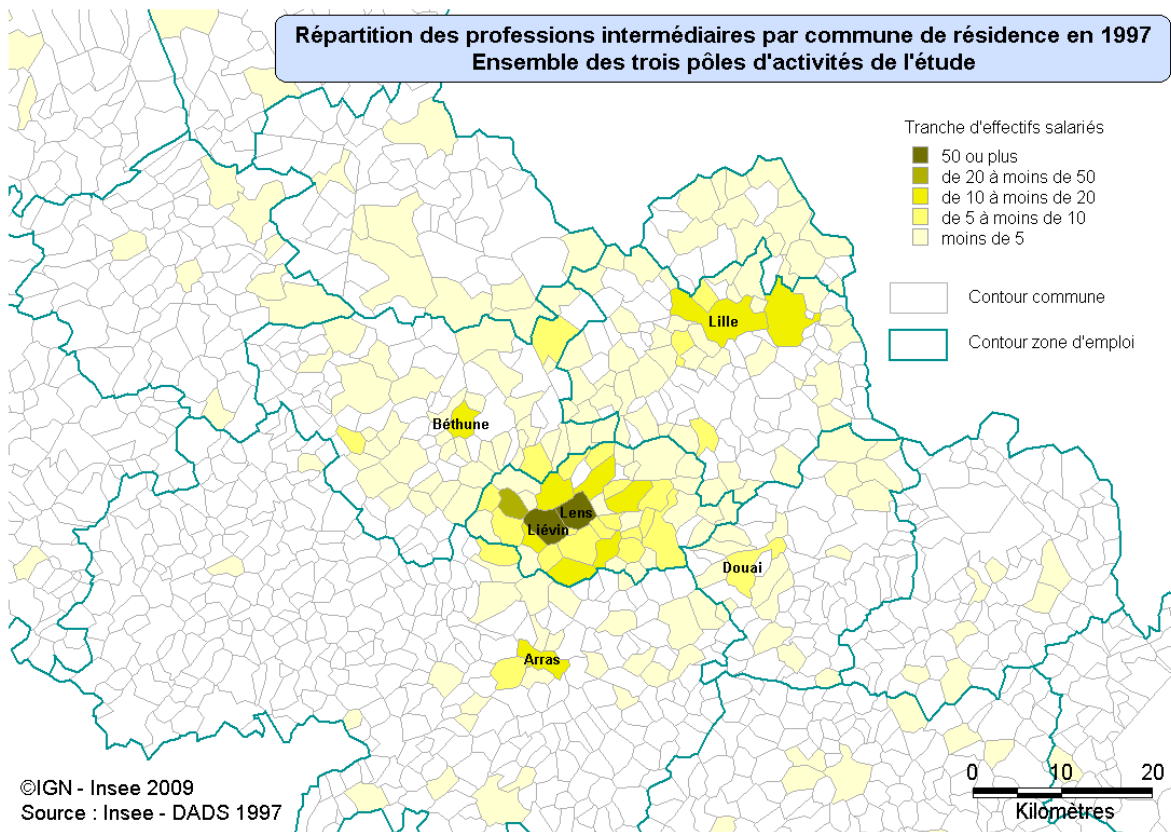 Répartition des professions intermédiaires par commune de résidence en 1997
Ensemble des trois pôles d'activités de l'étude
Tranche d'effectifs salariés
50 ou plus
de 20 à moins de 50
de 10 à moins de 20
de 5 à moins de 10
moins de 5
Contour commune
Contour zone d'emploi
Lille
Béthune
Lens
Liévin
Douai
Arras
©IGN - Insee 2009
Source : Insee - DADS 1997
0 10 20
Kilomètres